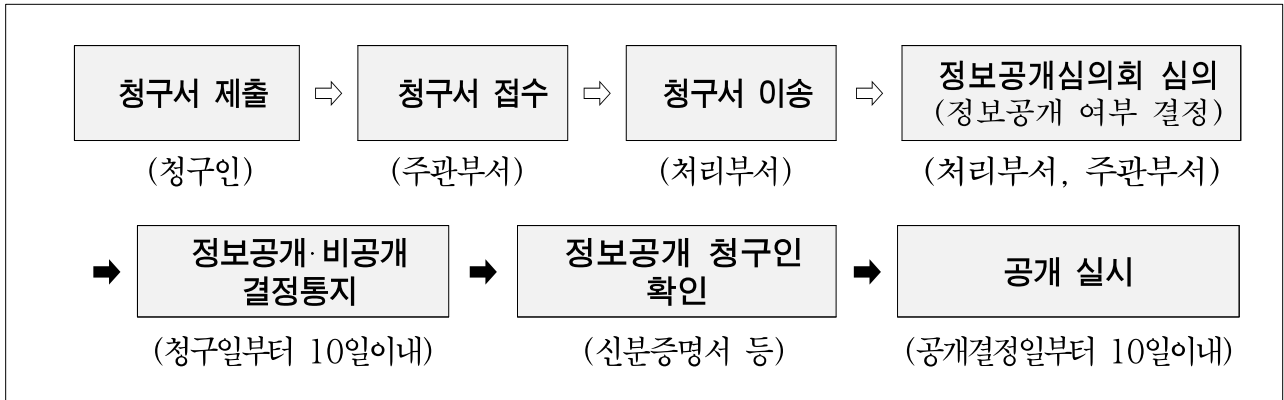 청구서 제출 ⇨ 청구서 접수 ⇨ 청구서 이송 ⇨ 정보공개심의회 심의
(정보공개 여부 결정)
(청구인) (주관부서) (처리부서) (처리부서, 주관부서)
➡ 정보공개·비공개 ➡ 정보공개 청구인 ➡ 공개 실시
결정통지 확인
(청구일부터 10일이내) (신분증명서 등) (공개결정일부터 10일이내)